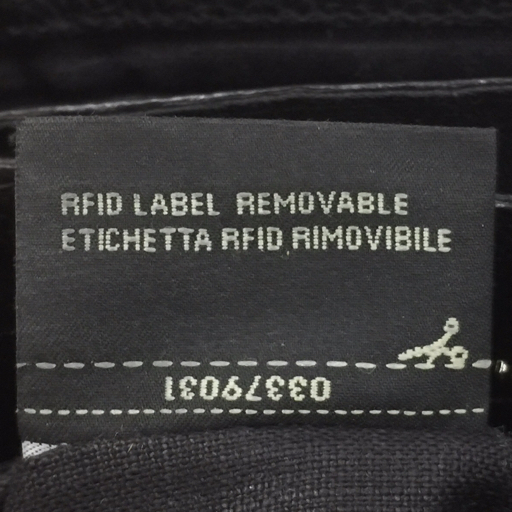 RFID LABEL REMOVABLE
ETICHETTA RFID RIMOVIBILE
03379031